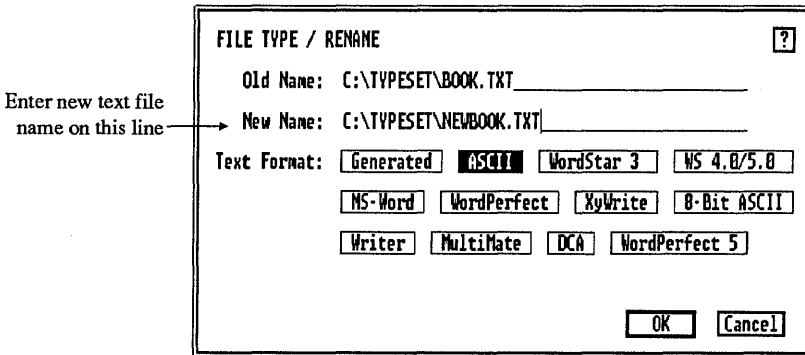 FILE TYPE / RENAME
?
Old Name: C:\TYPESET\BOOK.TXT
Enter new text file
name on this line
New Name: C:\TYPESET\NEWBOOK.TXT
Text Format: Generated ASCII WordStar 3 WS 4.0/5.0
MS-Word WordPerfect XyWrite 8-Bit ASCII
Writer MultiMate DCA WordPerfect 5
OK Cancel